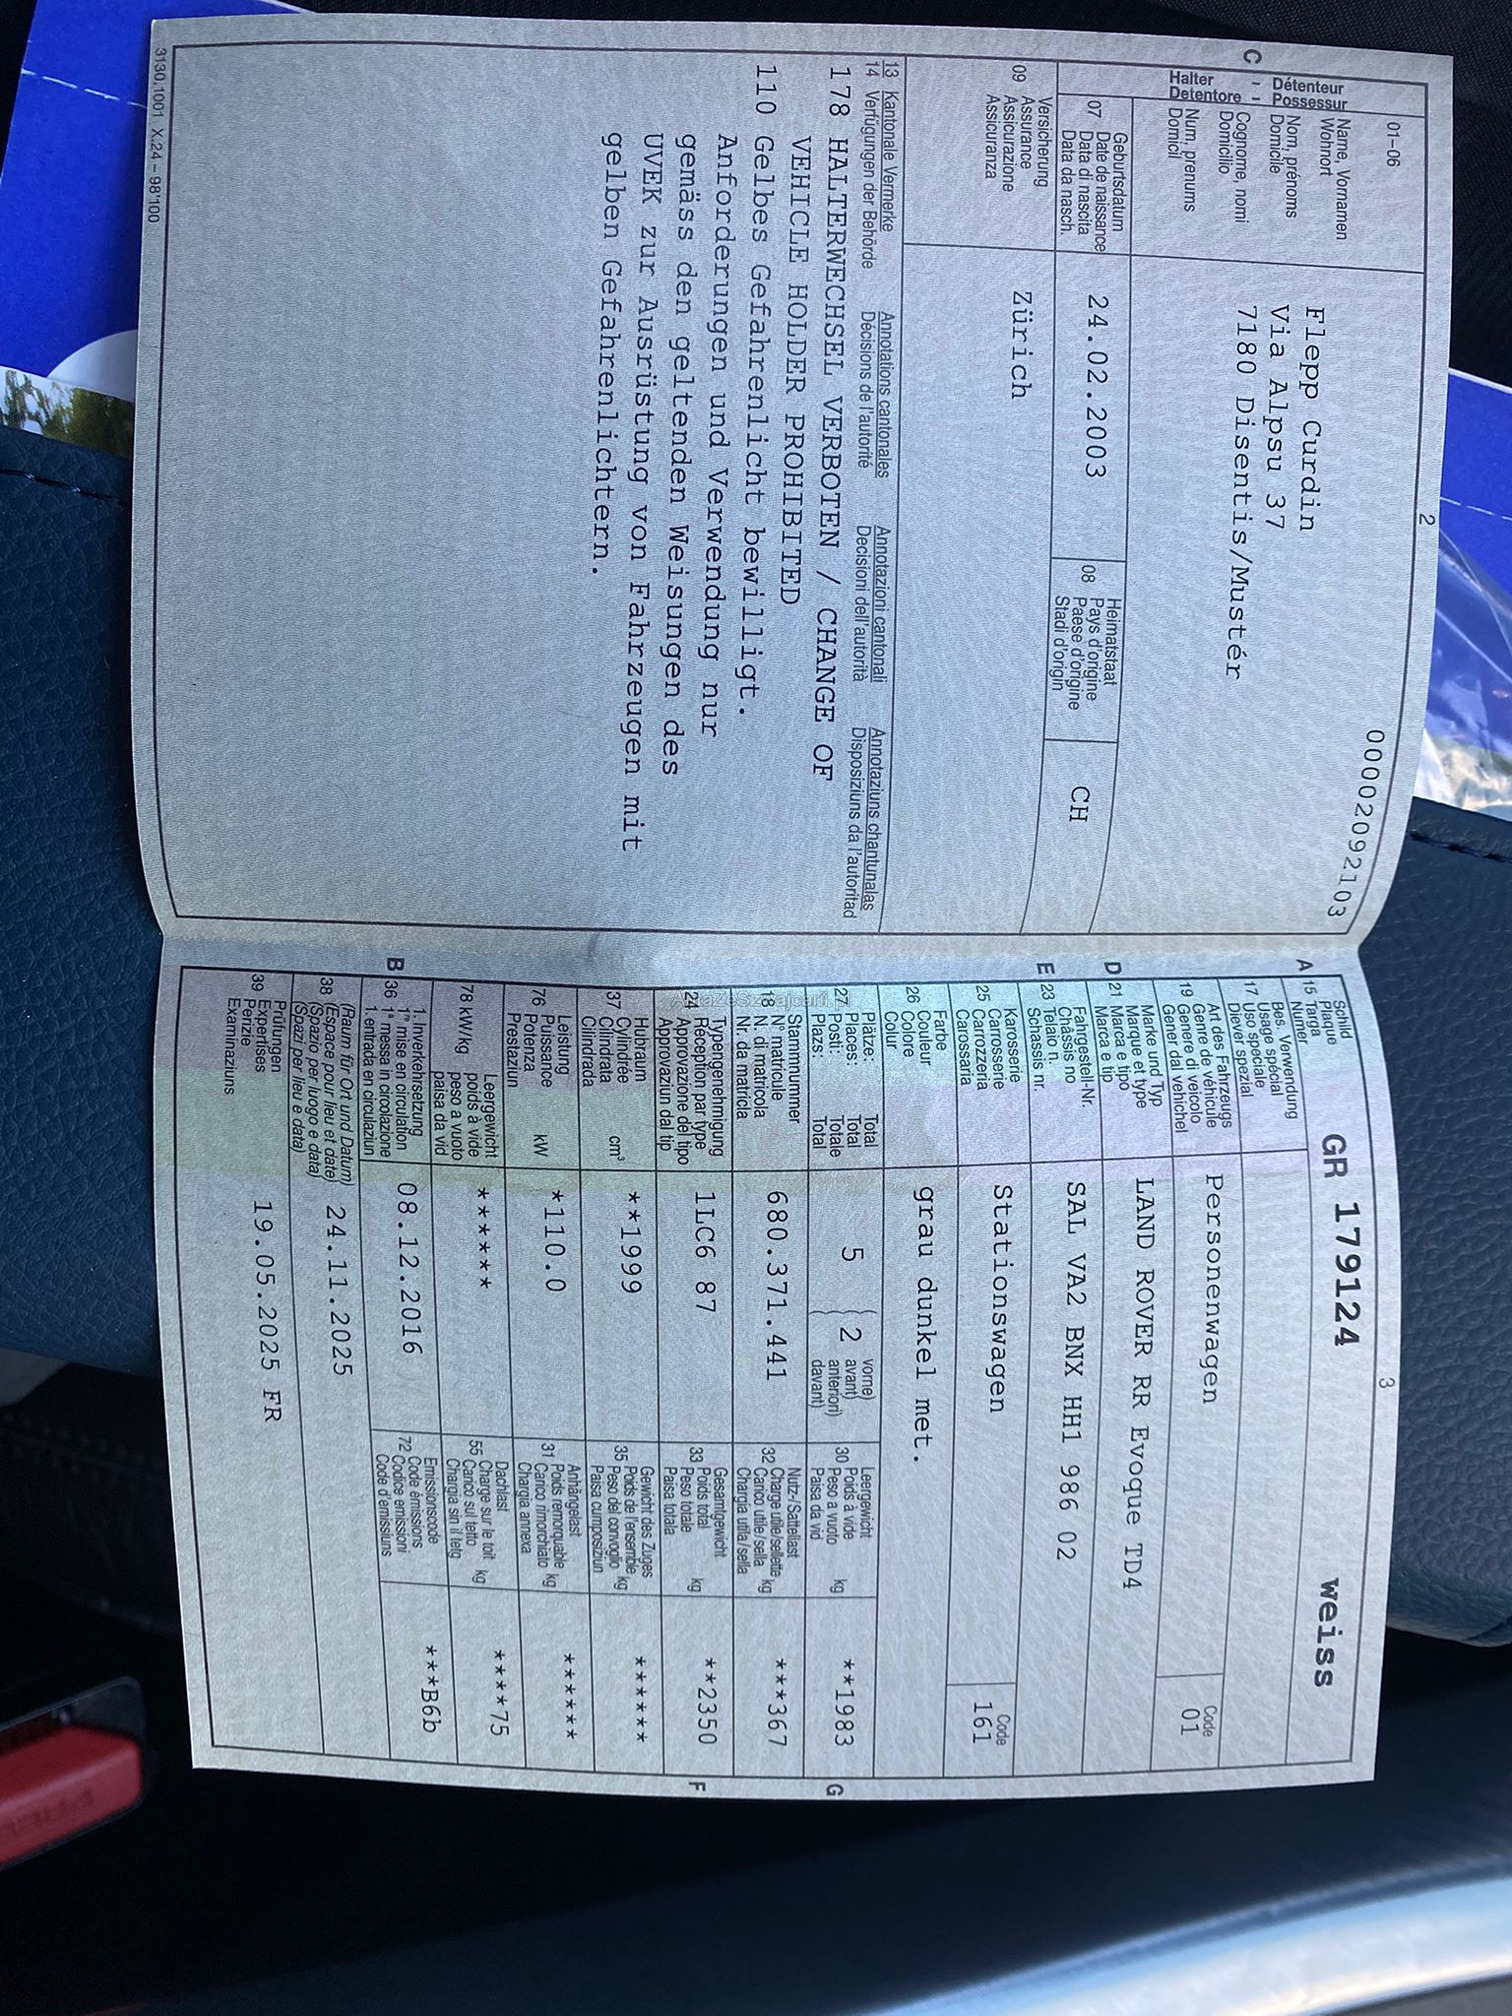 2
00002092103
01–06
C
Halter
Detentore
Détenteur
Possessur
Name, Vornamen
Wohnort
Nom, prénoms
Domicile
Cognome, nomi
Domicilio
Num, prenums
Domicil
Flepp Curdin
Via Alpsu 37
7180 Disentis/Mustér
07
Geburtsdatum
Date de naissance
Data di nascita
Data da nasch.
24.02.2003
08
Heimatstaat
Pays d'origine
Paese d'origine
Stadi d'origin
CH
09
Versicherung
Assurance
Assicurazione
Assicuranza
Zürich
13 Kantonale Vermerke Annotations cantonales Annotazioni cantonali Annotaziuns chantunalas
14 Verfügungen der Behörde Décisions de l'autorité Decisioni dell'autorità Disposiziuns da l'autoritad
178 HALTERWECHSEL VERBOTEN / CHANGE OF
VEHICLE HOLDER PROHIBITED
110 Gelbes Gefahrenlicht bewilligt.
Anforderungen und Verwendung nur
gemäss den geltenden Weisungen des
UVEK zur Ausrüstung von Fahrzeugen mit
gelben Gefahrenlichtern.
3130.1001 X.24 – 98'100
3
A
15
Schild
Plaque
Targa
Numer
GR 179124 weiss
17
Bes. Verwendung
Usage spécial
Uso speciale
Diever spezial
19
Art des Fahrzeugs
Genre de véhicule
Genere di veicolo
Gener dal vehichel
Personenwagen
Code
01
D
21
Marke und Typ
Marque et type
Marca e tipo
Marca e tip
LAND ROVER RR Evoque TD4
E
23
Fahrgestell-Nr.
Châssis no
Telaio n.
Schassis nr.
SAL VA2 BNX HH1 986 02
25
Karosserie
Carosserie
Carozzeria
Carossaria
Stationswagen
Code
161
26
Farbe
Couleur
Colore
Colur
grau dunkel met.
27
Plätze: Total
Places: Total
Posti: Totale
Plazs: Total
5
2
vorne)
avant)
anteriori)
davant)
30
Leergewicht
Poids à vide
Peso a vuoto
Paisa da vid
kg
**1983
G
18
Stammnummer
N° matricule
N. di matricola
Nr. da matricla
680.371.441
32
Nutz-/Sattellast
Charge utile/sellette
Carico utile/sella
Chargia utila/sella
kg
***367
24
Typengenehmigung
Réception par type
Approvazione del tipo
Approvaziun dal tip
1LC6 87
33
Gesamtgewicht
Poids total
Peso totale
Paisa totala
kg
**2350
F
37
Hubraum
Cylindrée
Cilindrata
Cilindrada
cm³
**1999
35
Gewicht des Zuges
Poids de l'ensemble
Peso del convoglio
Paisa cumposiziun
kg
******
76
Leistung
Puissance
Potenza
Prestaziun
kW
*110.0
31
Anhängelast
Poids remorquable
Carico rimorchiato
Chargia annexa
kg
******
78 kW/kg
Leergewicht
poids à vide
peso a vuoto
paisa da vid
******
55
Dachlast
Charge sur le toit
Carico sul tetto
Chargia sin il tetg
kg
****75
B
36
1. Inverkehrsetzung
1re mise en circulation
1a messa in circolazione
1. entrada en circulaziun
08.12.2016
72
Emissionscode
Code émissions
Codice emissioni
Code d'emissiuns
***B6b
38
(Raum für Ort und Datum)
(Espace pour lieu et date)
(Spazio per luogo e data)
(Spazi per lieu e data)
24.11.2025
39
Prüfungen
Expertises
Perizie
Examinaziuns
19.05.2025 FR
PRESS